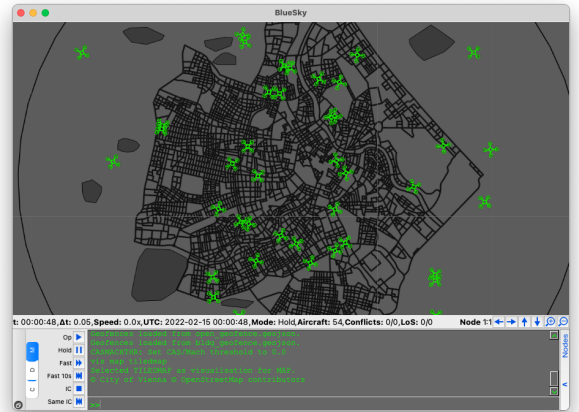 BlueSky
t: 00:00:48, Δt: 0.05, Speed: 0.0x, UTC: 2022-02-15 00:00:48, Mode: Hold, Aircraft: 54, Conflicts: 0/0, LoS: 0/0
Node 1:1
Op
Hold
Fast
Fast 10s
IC
Same IC
M
D
C
Geofences loaded from open_geofence.geojson.
Geofences loaded from bldg_geofence.geojson.
CASMACHTHR: Set CAS/Mach threshold to 0.0
vis map tiledmap
Selected TILEDMAP as visualisation for MAP.
© City of Vienna © OpenStreetMap contributors
>>
Nodes